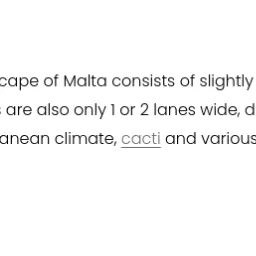 cape of Malta consists of slightly
are also only 1 or 2 lanes wide, d
anean climate, cacti and various